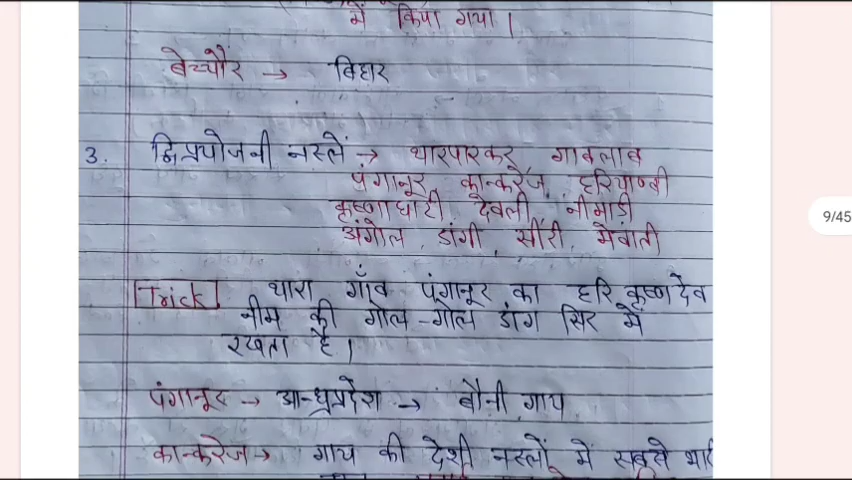 में किया गया।
बेच्चौर → बिहार
3. द्विप्रयोजनी नस्लें → थारपारकर, गावलाव
पंगानूर, कान्करेज, हरियाणवी
कृष्णाघाटी, देवली, नीमाडी
अंगोल, डांगी, सीरी, मेवाती
Trick थारा गाँव पंगानूर का हरि कृष्ण देव
नीम की गोल-गोल डांग सिर में
रखता है।
9/45
पंगानूर → आन्ध्रप्रदेश → बौनी गाय
कान्करेज → गाय की देशी नस्लों में सबसे